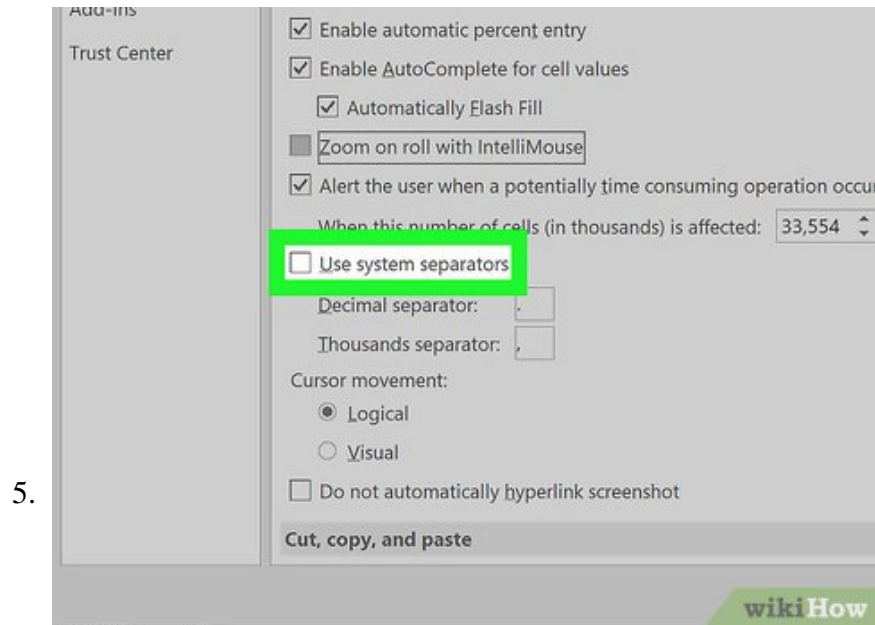 Add-ins
Trust Center
Enable automatic percent entry
Enable AutoComplete for cell values
Automatically Flash Fill
Zoom on roll with IntelliMouse
Alert the user when a potentially time consuming operation occur
When this number of cells (in thousands) is affected: 33,554
Use system separators
Decimal separator: .
Thousands separator: ,
Cursor movement:
Logical
Visual
5.
Do not automatically hyperlink screenshot
Cut, copy, and paste
wikiHow